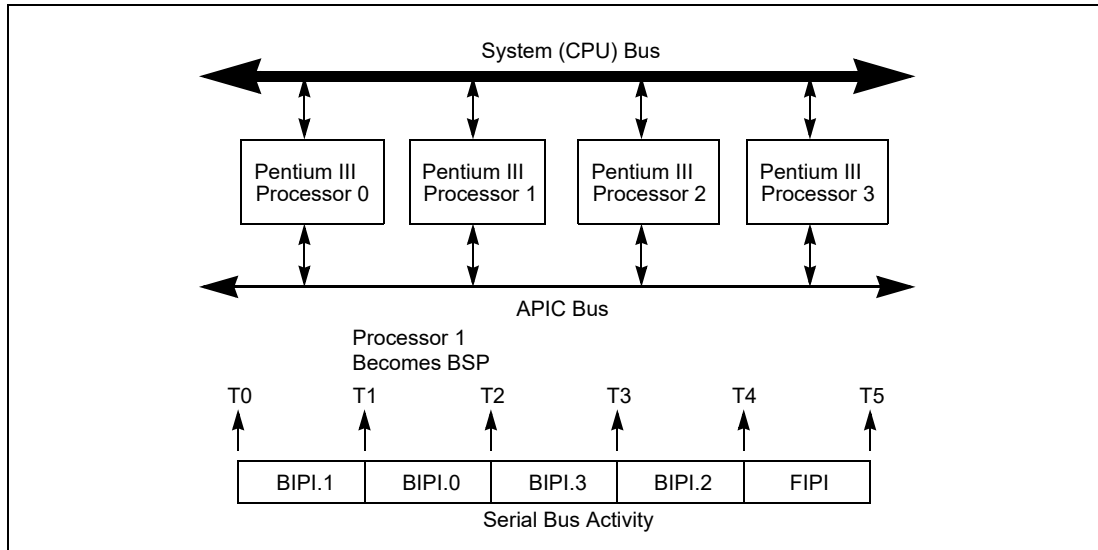 System (CPU) Bus
Pentium III
Processor 0
Pentium III
Processor 1
Pentium III
Processor 2
Pentium III
Processor 3
APIC Bus
Processor 1
Becomes BSP
T0 T1 T2 T3 T4 T5
BIPI.1 BIPI.0 BIPI.3 BIPI.2 FIPI
Serial Bus Activity